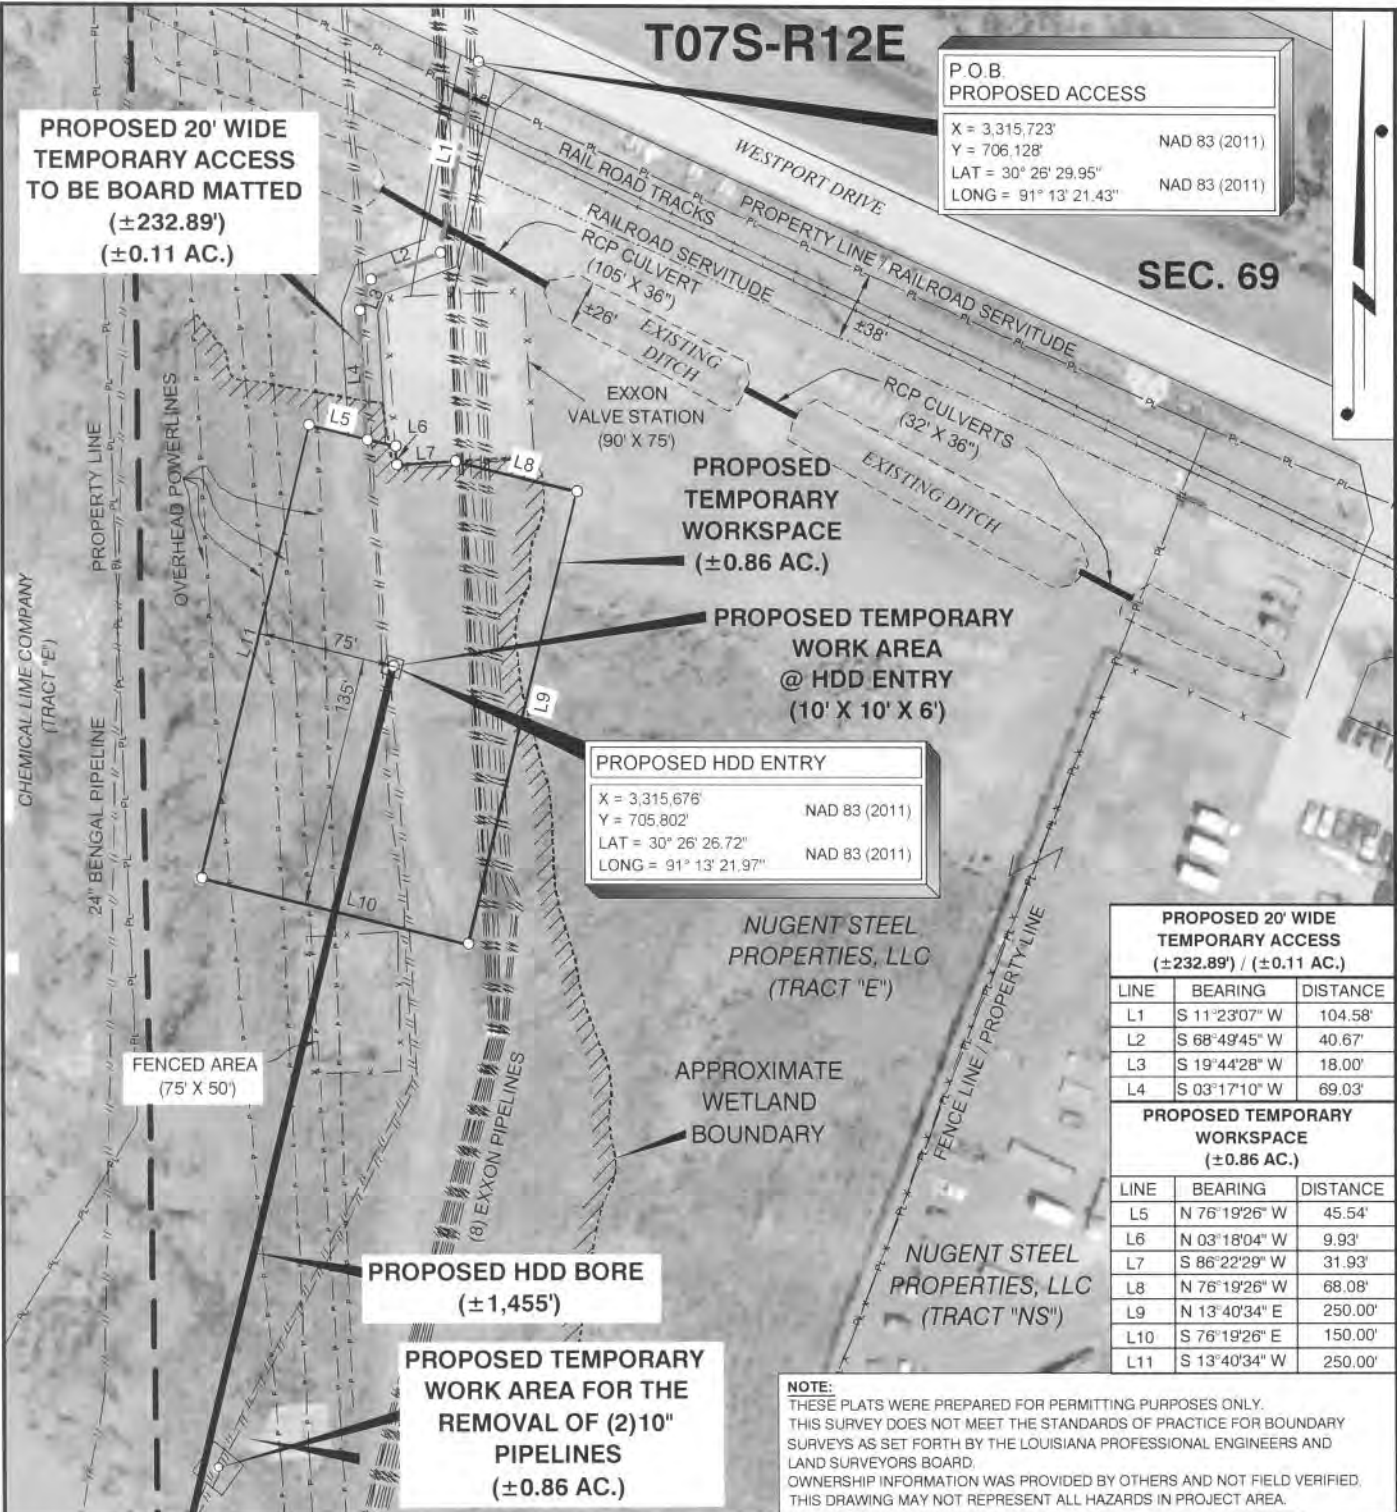 T07S-R12E
P.O.B.
PROPOSED ACCESS
X = 3,315,723'
Y = 706,128'
NAD 83 (2011)
LAT = 30° 26' 29.95"
LONG = 91° 13' 21.43"
NAD 83 (2011)
PROPOSED 20' WIDE
TEMPORARY ACCESS
TO BE BOARD MATTED
(±232.89')
(±0.11 AC.)
WESTPORT DRIVE
RAIL ROAD TRACKS
PROPERTY LINE / RAILROAD SERVITUDE
RAILROAD SERVITUDE
RCP CULVERT
(105' X 36")
SEC. 69
±26'
±38'
EXISTING
DITCH
L1
L2
L3
L4
L5
L6
L7
L8
EXXON
VALVE STATION
(90' X 75')
RCP CULVERTS
(32' X 36")
EXISTING DITCH
PROPERTY LINE
OVERHEAD POWERLINES
PROPOSED
TEMPORARY
WORKSPACE
(±0.86 AC.)
CHEMICAL LIME COMPANY
(TRACT "E")
PROPOSED TEMPORARY
WORK AREA
@ HDD ENTRY
(10' X 10' X 6')
L11
75'
135'
L9
24" BENGAL PIPELINE
PROPOSED HDD ENTRY
X = 3,315,676'
Y = 705,802'
NAD 83 (2011)
LAT = 30° 26' 26.72"
LONG = 91° 13' 21.97"
NAD 83 (2011)
L10
NUGENT STEEL
PROPERTIES, LLC
(TRACT "E")
FENCE LINE / PROPERTY LINE
FENCED AREA
(75' X 50')
(8) EXXON PIPELINES
APPROXIMATE
WETLAND
BOUNDARY
PROPOSED HDD BORE
(±1,455')
NUGENT STEEL
PROPERTIES, LLC
(TRACT "NS")
PROPOSED TEMPORARY
WORK AREA FOR THE
REMOVAL OF (2)10"
PIPELINES
(±0.86 AC.)
PROPOSED 20' WIDE
TEMPORARY ACCESS
(±232.89') / (±0.11 AC.)
LINE BEARING DISTANCE
L1 S 11°23'07" W 104.58'
L2 S 68°49'45" W 40.67'
L3 S 19°44'28" W 18.00'
L4 S 03°17'10" W 69.03'
PROPOSED TEMPORARY
WORKSPACE
(±0.86 AC.)
LINE BEARING DISTANCE
L5 N 76°19'26" W 45.54'
L6 N 03°18'04" W 9.93'
L7 S 86°22'29" W 31.93'
L8 N 76°19'26" W 68.08'
L9 N 13°40'34" E 250.00'
L10 S 76°19'26" E 150.00'
L11 S 13°40'34" W 250.00'
NOTE:
THESE PLATS WERE PREPARED FOR PERMITTING PURPOSES ONLY.
THIS SURVEY DOES NOT MEET THE STANDARDS OF PRACTICE FOR BOUNDARY
SURVEYS AS SET FORTH BY THE LOUISIANA PROFESSIONAL ENGINEERS AND
LAND SURVEYORS BOARD.
OWNERSHIP INFORMATION WAS PROVIDED BY OTHERS AND NOT FIELD VERIFIED.
THIS DRAWING MAY NOT REPRESENT ALL HAZARDS IN PROJECT AREA.